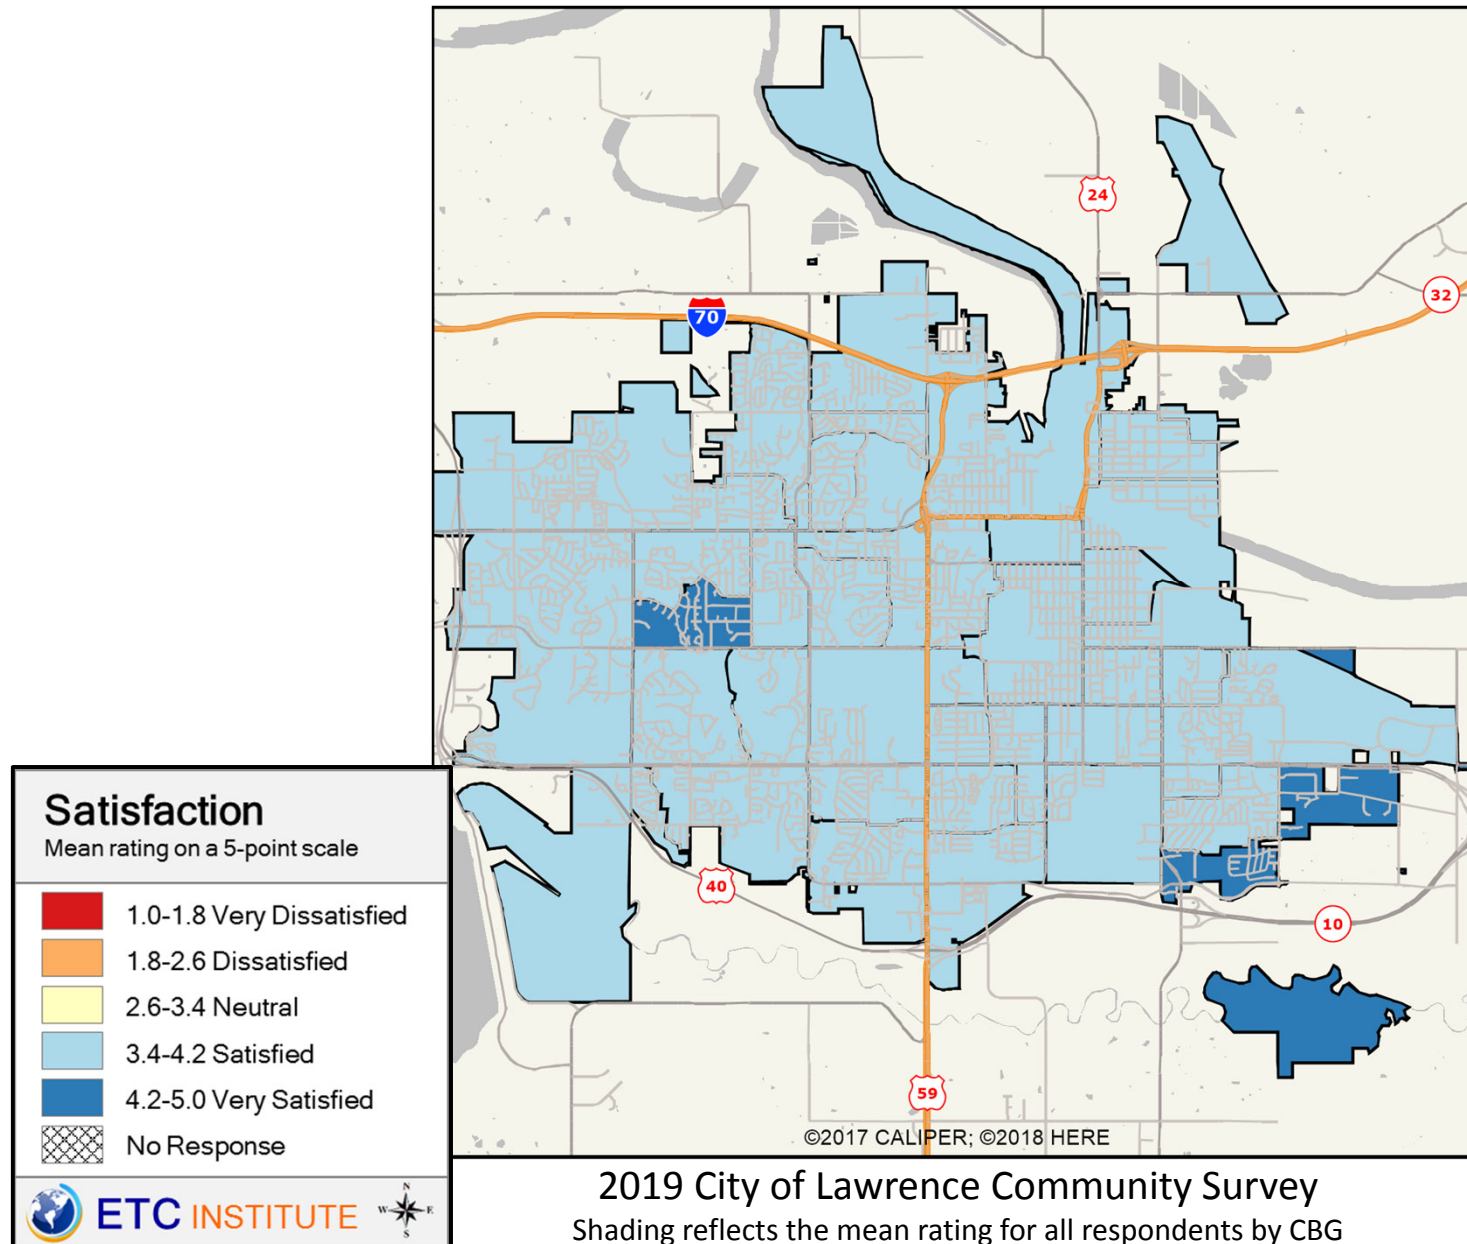 24
32
70
40
10
59
©2017 CALIPER; ©2018 HERE
Satisfaction
Mean rating on a 5-point scale
1.0-1.8 Very Dissatisfied
1.8-2.6 Dissatisfied
2.6-3.4 Neutral
3.4-4.2 Satisfied
4.2-5.0 Very Satisfied
No Response
ETC INSTITUTE
N
W E
S
2019 City of Lawrence Community Survey
Shading reflects the mean rating for all respondents by CBG